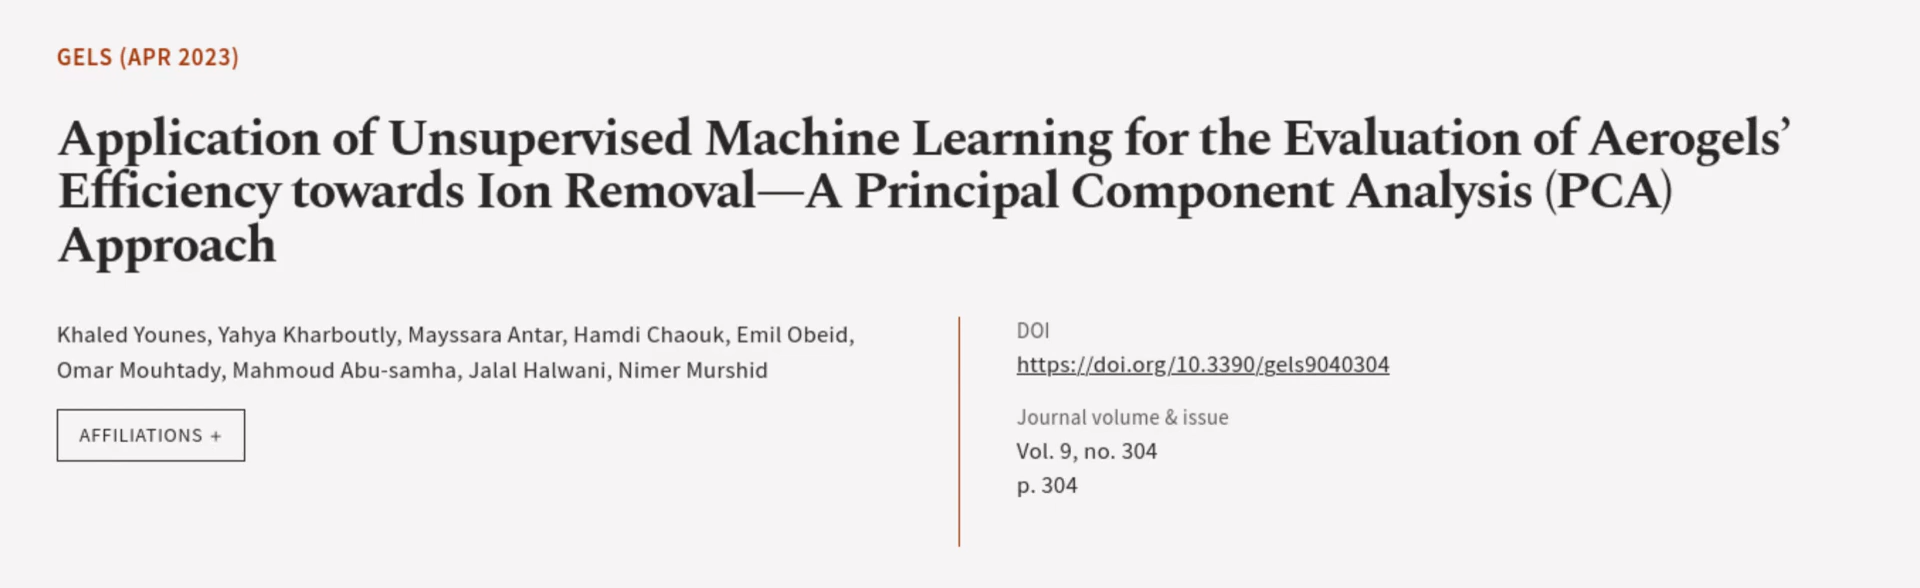 GELS (APR 2023)
Application of Unsupervised Machine Learning for the Evaluation of Aerogels’
Efficiency towards Ion Removal—A Principal Component Analysis (PCA)
Approach
Khaled Younes, Yahya Kharboutly, Mayssara Antar, Hamdi Chaouk, Emil Obeid,
Omar Mouhtady, Mahmoud Abu-samha, Jalal Halwani, Nimer Murshid
AFFILIATIONS +
DOI
https://doi.org/10.3390/gels9040304
Journal volume & issue
Vol. 9, no. 304
p. 304